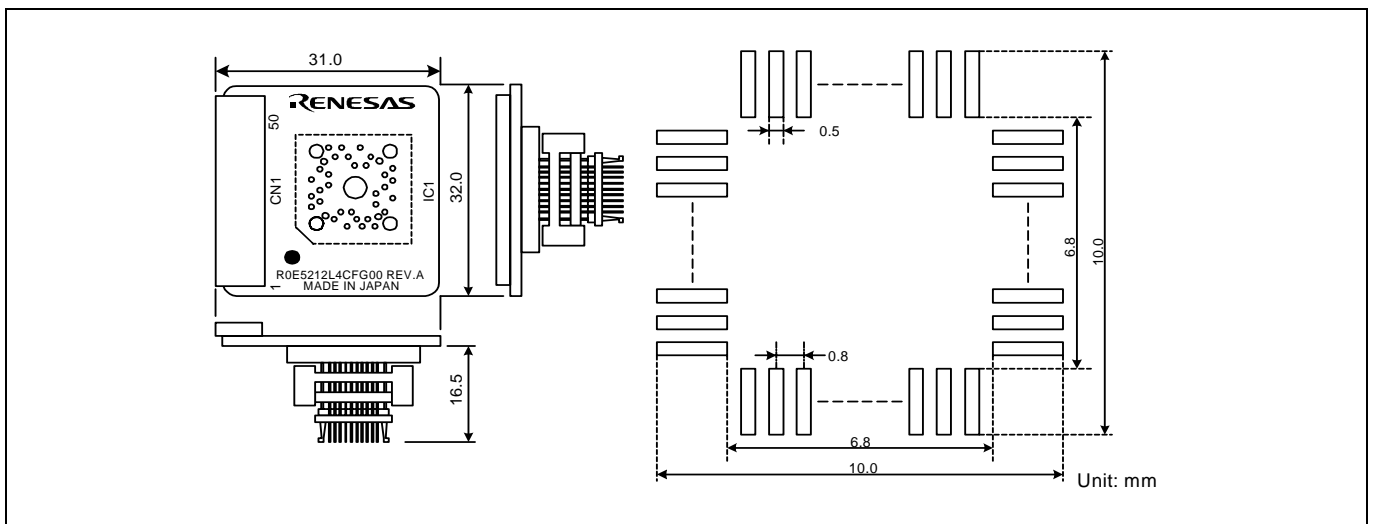 31.0
RENESAS
50
CN1
IC1
32.0
R0E5212L4CFG00 REV.A
1
MADE IN JAPAN
16.5
0.5
6.8
10.0
0.8
6.8
10.0
Unit: mm